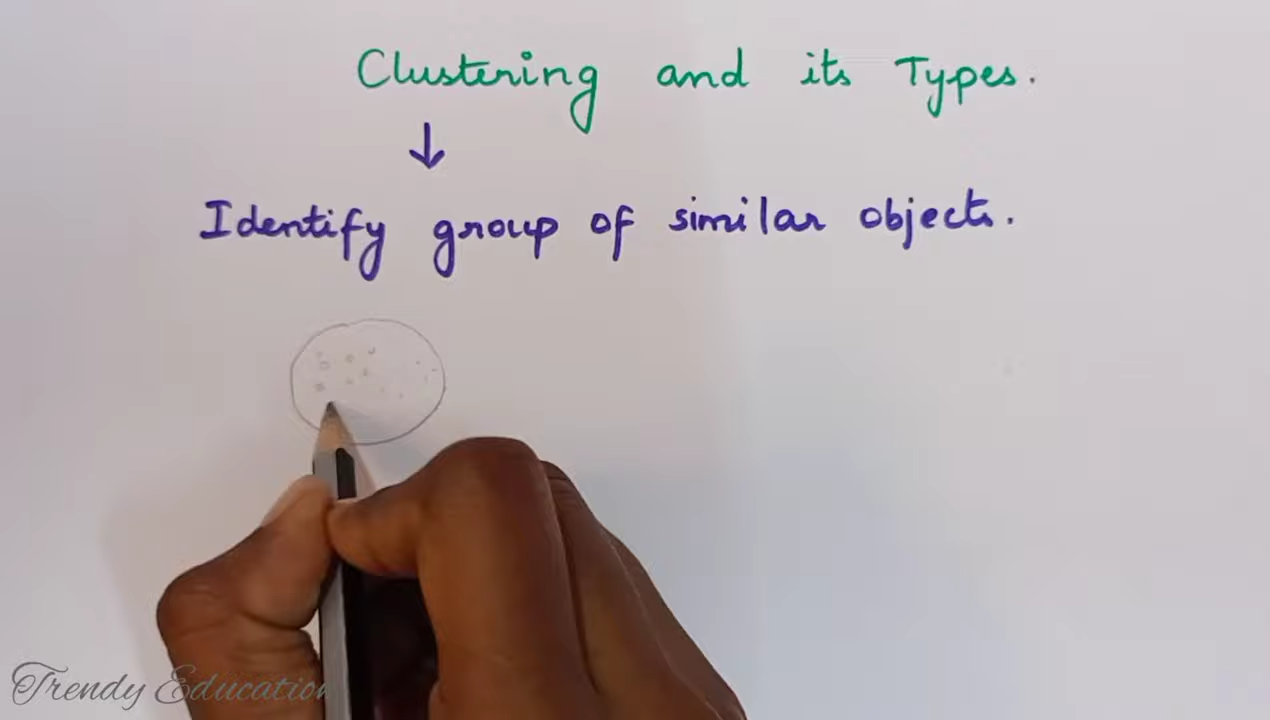 Clustering and its Types.
Identify group of similar objects.
Trendy Education